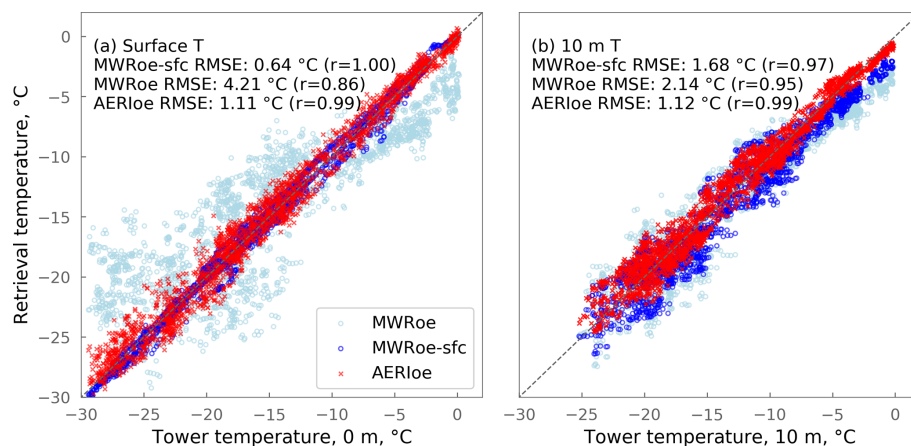 (a) Surface T
MWRoe-sfc RMSE: 0.64 °C (r=1.00)
MWRoe RMSE: 4.21 °C (r=0.86)
AERIoe RMSE: 1.11 °C (r=0.99)
0
−5
−10
−15
−20
−25
−30
Retrieval temperature, °C
MWRoe
MWRoe-sfc
AERIoe
−30 −25 −20 −15 −10 −5 0
Tower temperature, 0 m, °C
(b) 10 m T
MWRoe-sfc RMSE: 1.68 °C (r=0.97)
MWRoe RMSE: 2.14 °C (r=0.95)
AERIoe RMSE: 1.12 °C (r=0.99)
−30 −25 −20 −15 −10 −5 0
Tower temperature, 10 m, °C